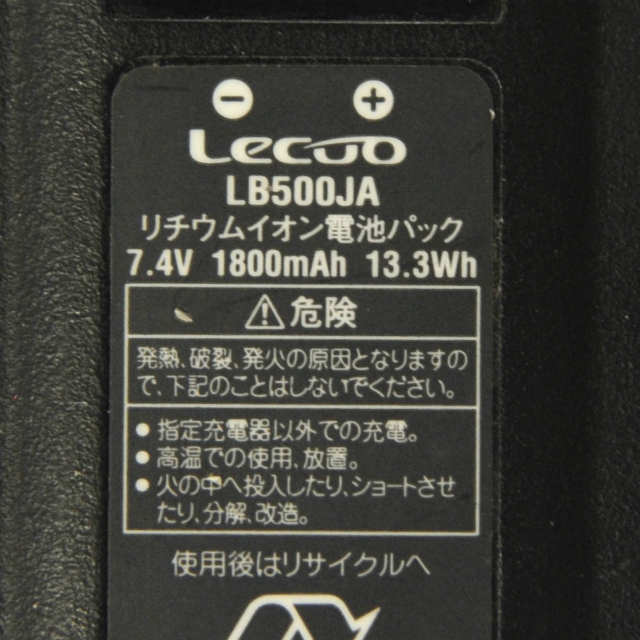 Lecuo
LB500JA
リチウムイオン電池パック
7.4V 1800mAh 13.3Wh
危険
発熱、破裂、発火の原因となりますの
で、下記のことはしないでください。
● 指定充電器以外での充電。
● 高温での使用、放置。
● 火の中へ投入したり、ショートさせ
たり、分解、改造。
使用後はリサイクルへ